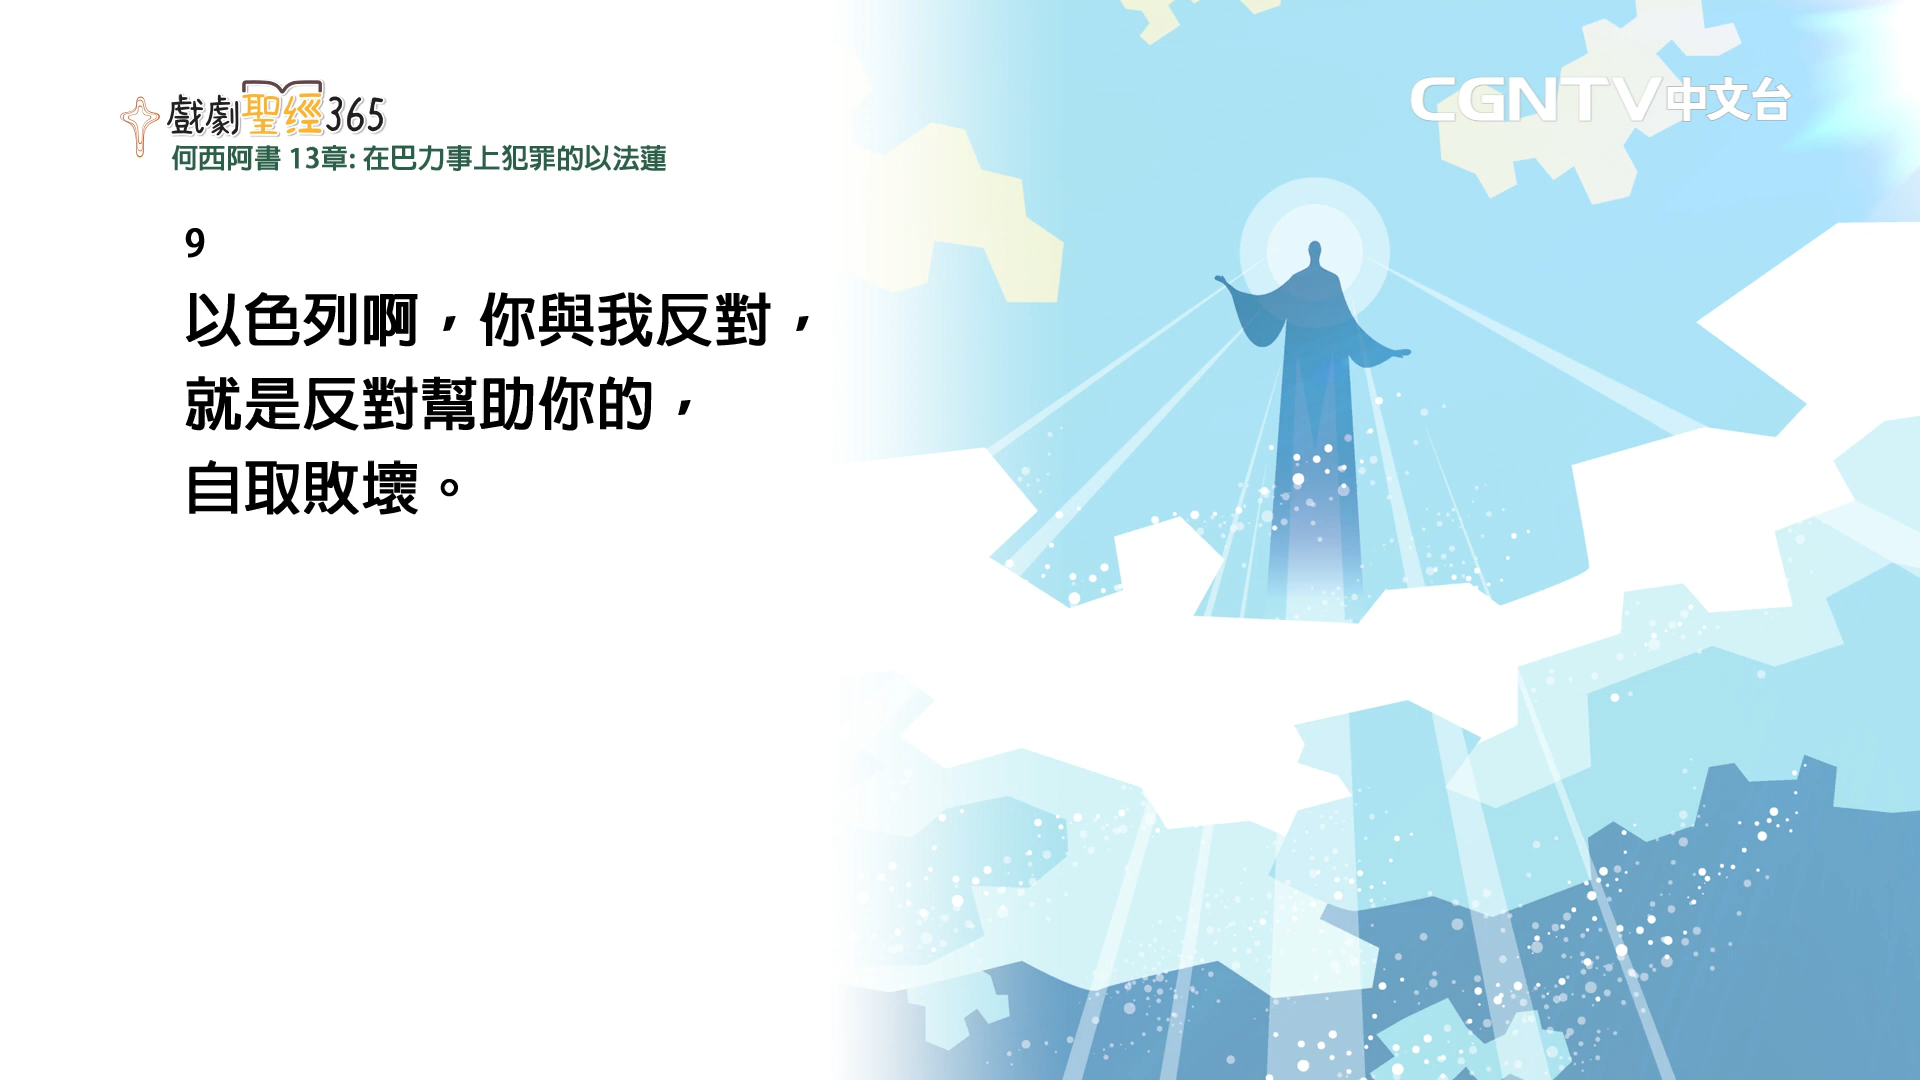 戲劇聖經365
CGNTV中文台
何西阿書 13章: 在巴力事上犯罪的以法蓮
9
以色列啊，你與我反對，
就是反對幫助你的，
自取敗壞。